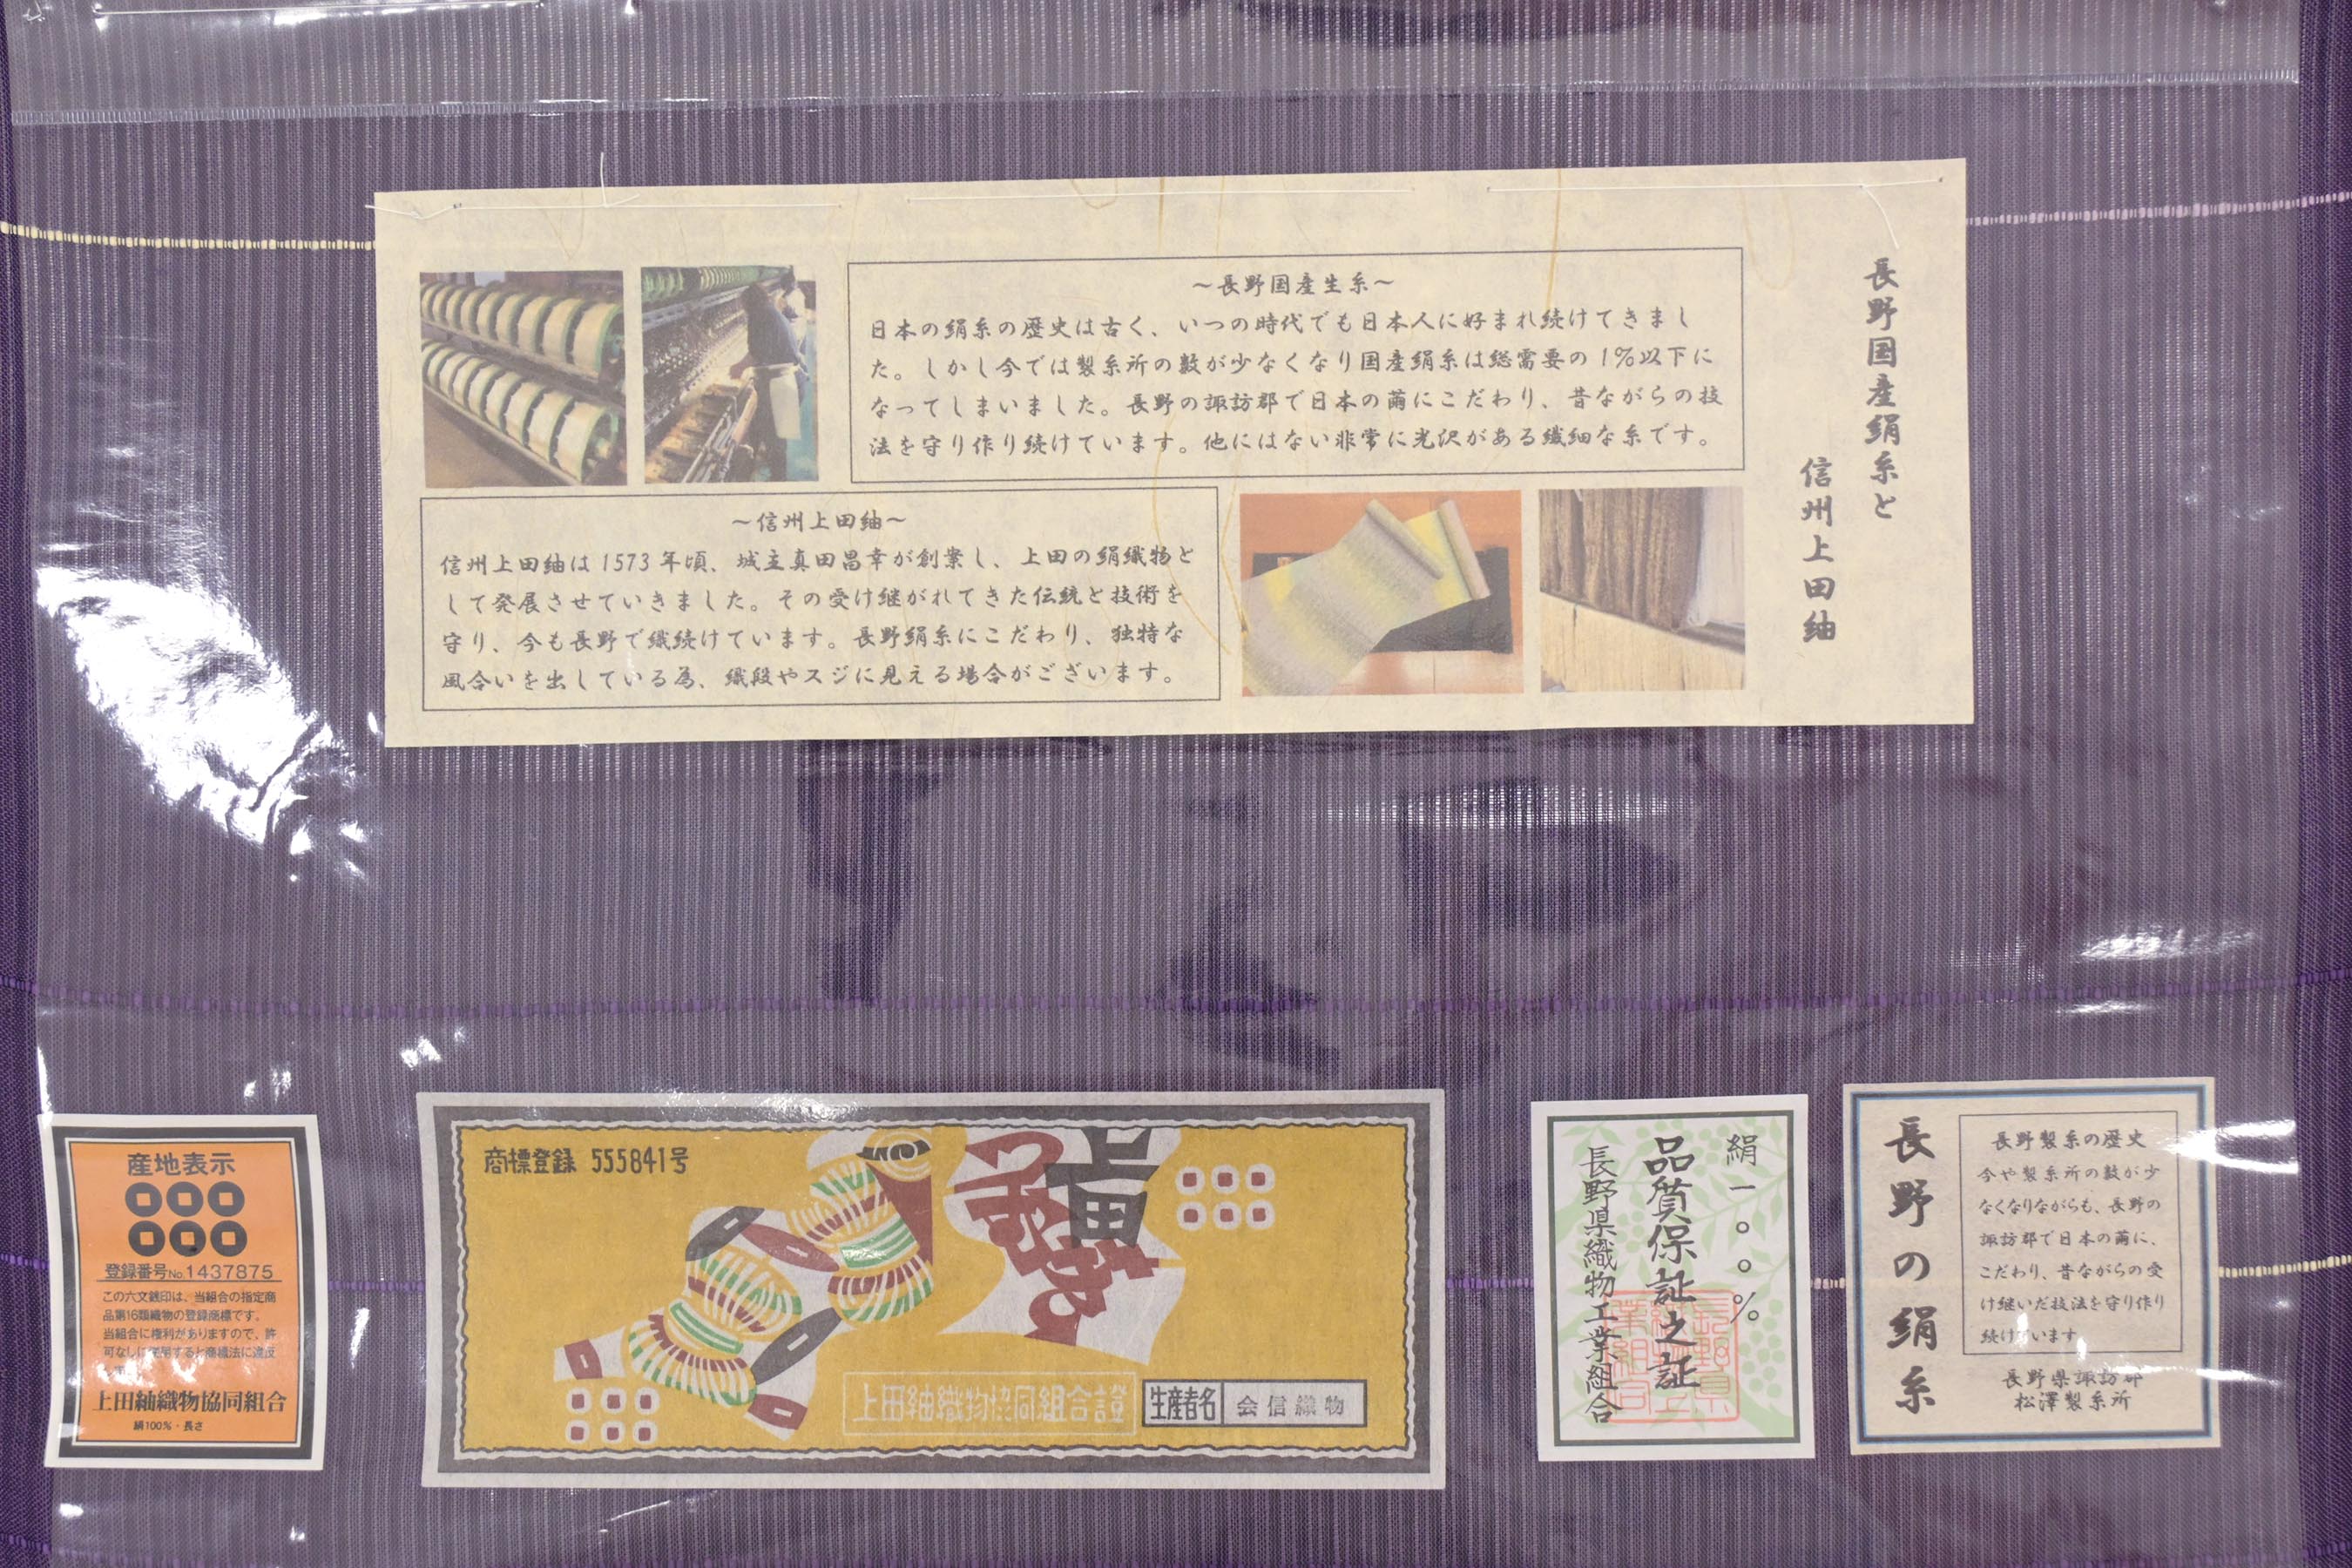 長野国産絹糸と
信州上田紬
～長野国産生糸～
日本の絹糸の歴史は古く、いつの時代でも日本人に好まれ続けてきまし
た。しかし今では製糸所の数が少なくなり国産絹糸は総需要の1％以下に
なってしまいました。長野の諏訪郡で日本の繭にこだわり、昔ながらの技
法を守り作り続けています。他にはない非常に光沢がある繊細な糸です。
～信州上田紬～
信州上田紬は1573年頃、城主真田昌幸が創業し、上田の絹織物と
して発展させていきました。その受け継がれてきた伝統と技術を
守り、今も長野で織続けています。長野絹糸にこだわり、独特な
風合いを出している為、織段やスジに見える場合がございます。
産地表示
登録番号No.1437875
この六文銭印は、当組合の指定商
品第16類織物の登録商標です。
当組合に権利がありますので、許
可なしに使用すると商標法に違反
上田紬織物協同組合
絹100％・長さ
商標登録 555841号
上田
上田紬織物協同組合證
生産者名 会信織物
絹一〇〇％
品質保証之証
長野県織物工業組合
長野の絹糸
長野製糸の歴史
今や製糸所の数が少
なくなりながらも、長野の
諏訪郡で日本の繭に、
こだわり、昔ながらの受
け継いだ技法を守り作り
続けています
長野県諏訪郡
松澤製糸所